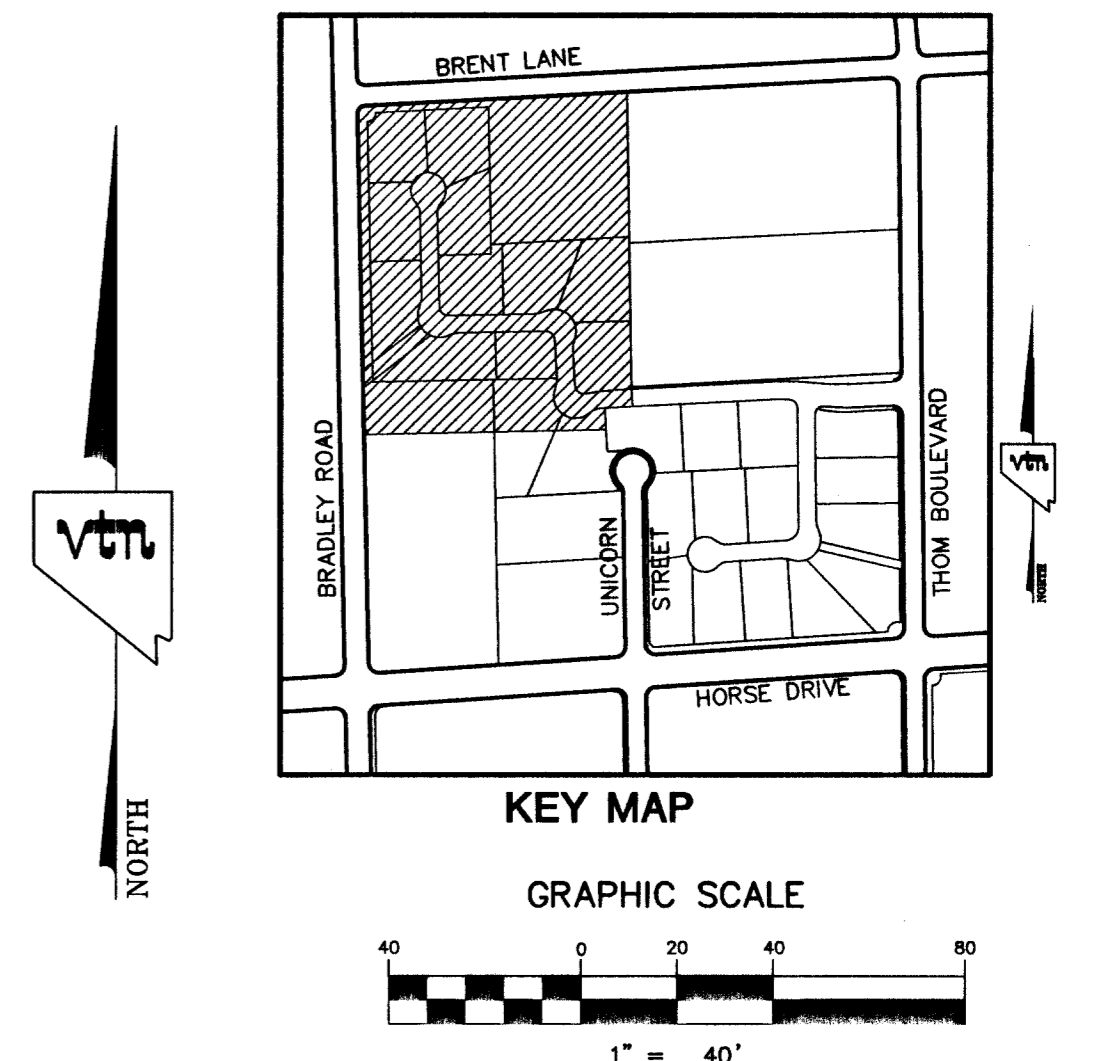 BRENT LANE
BRADLEY ROAD
UNICORN STREET
THOM BOULEVARD
HORSE DRIVE
vtn
NORTH
vtn
NORTH
KEY MAP
GRAPHIC SCALE
40 0 20 40 80
1" = 40'